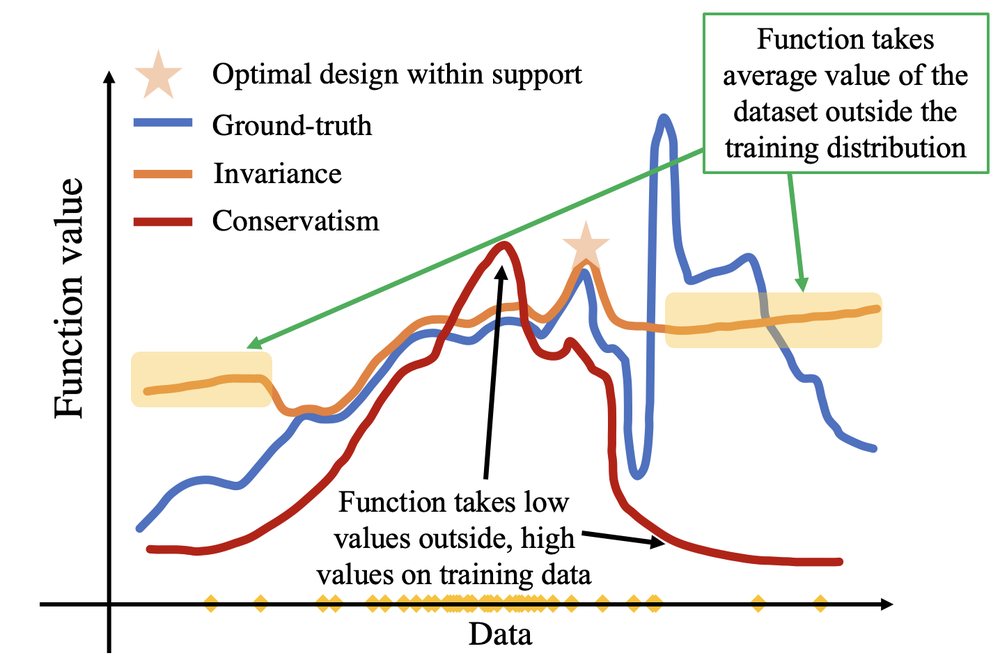 Optimal design within support
Ground-truth
Invariance
Conservatism
Function takes
average value of the
dataset outside the
training distribution
Function value
Function takes low
values outside, high
values on training data
Data